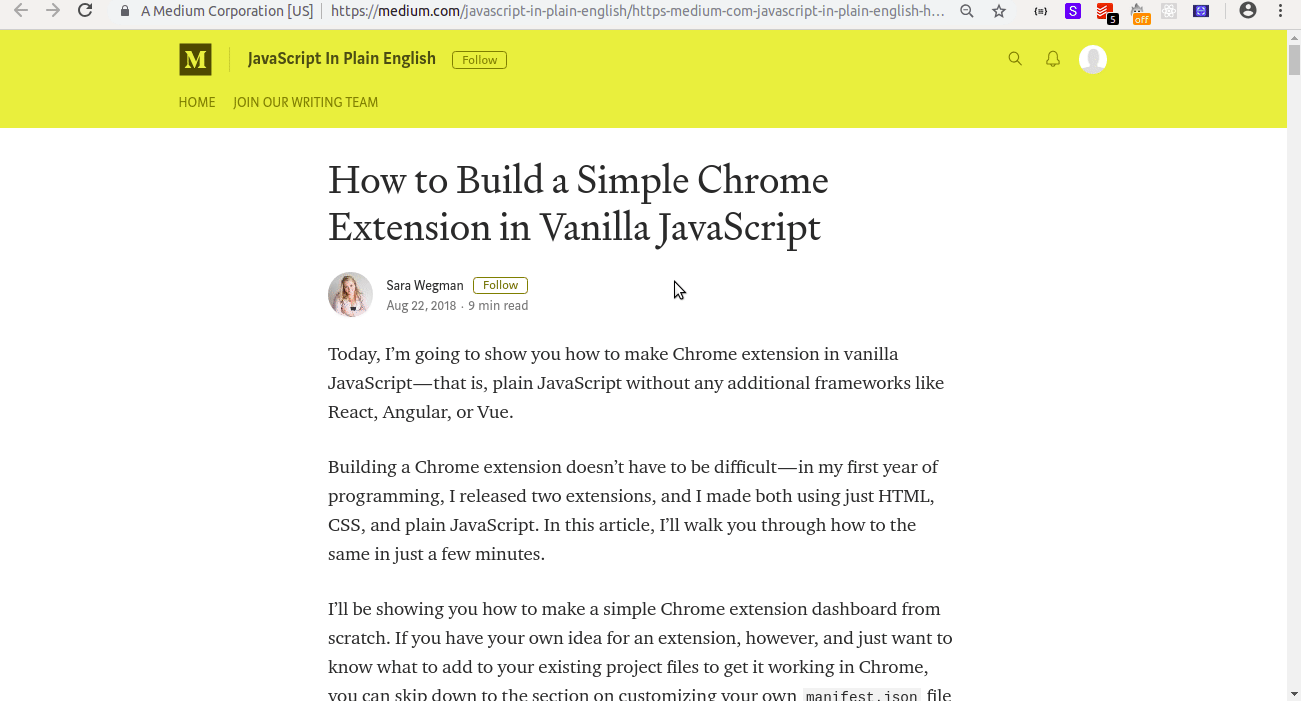 A Medium Corporation [US] https://medium.com/javascript-in-plain-english/https-medium-com-javascript-in-plain-english-h...
{≡} S 5 off
M JavaScript In Plain English Follow
HOME JOIN OUR WRITING TEAM
How to Build a Simple Chrome
Extension in Vanilla JavaScript
Sara Wegman Follow
Aug 22, 2018 · 9 min read
Today, I’m going to show you how to make Chrome extension in vanilla
JavaScript — that is, plain JavaScript without any additional frameworks like
React, Angular, or Vue.
Building a Chrome extension doesn’t have to be difficult — in my first year of
programming, I released two extensions, and I made both using just HTML,
CSS, and plain JavaScript. In this article, I’ll walk you through how to the
same in just a few minutes.
I’ll be showing you how to make a simple Chrome extension dashboard from
scratch. If you have your own idea for an extension, however, and just want to
know what to add to your existing project files to get it working in Chrome,
you can skip down to the section on customizing your own manifest.json file